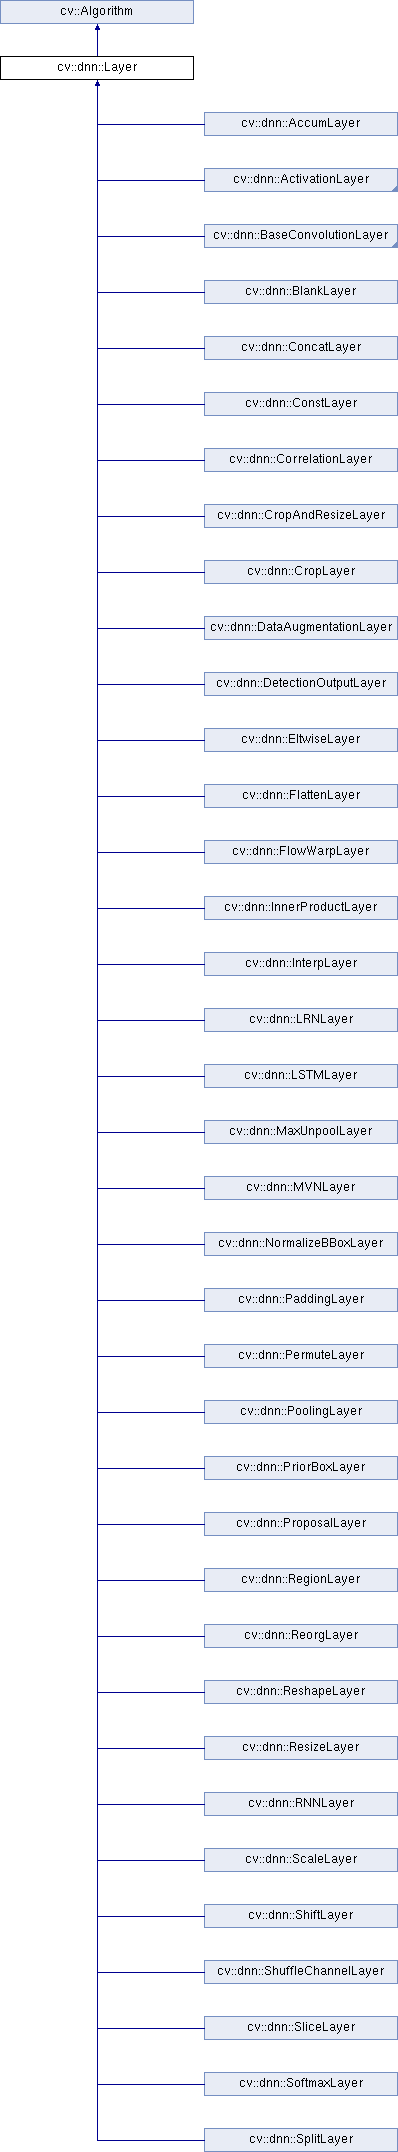 cv::Algorithm
cv::dnn::Layer
cv::dnn::AccumLayer
cv::dnn::ActivationLayer
cv::dnn::BaseConvolutionLayer
cv::dnn::BlankLayer
cv::dnn::ConcatLayer
cv::dnn::ConstLayer
cv::dnn::CorrelationLayer
cv::dnn::CropAndResizeLayer
cv::dnn::CropLayer
cv::dnn::DataAugmentationLayer
cv::dnn::DetectionOutputLayer
cv::dnn::EltwiseLayer
cv::dnn::FlattenLayer
cv::dnn::FlowWarpLayer
cv::dnn::InnerProductLayer
cv::dnn::InterpLayer
cv::dnn::LRNLayer
cv::dnn::LSTMLayer
cv::dnn::MaxUnpoolLayer
cv::dnn::MVNLayer
cv::dnn::NormalizeBBoxLayer
cv::dnn::PaddingLayer
cv::dnn::PermuteLayer
cv::dnn::PoolingLayer
cv::dnn::PriorBoxLayer
cv::dnn::ProposalLayer
cv::dnn::RegionLayer
cv::dnn::ReorgLayer
cv::dnn::ReshapeLayer
cv::dnn::ResizeLayer
cv::dnn::RNNLayer
cv::dnn::ScaleLayer
cv::dnn::ShiftLayer
cv::dnn::ShuffleChannelLayer
cv::dnn::SliceLayer
cv::dnn::SoftmaxLayer
cv::dnn::SplitLayer